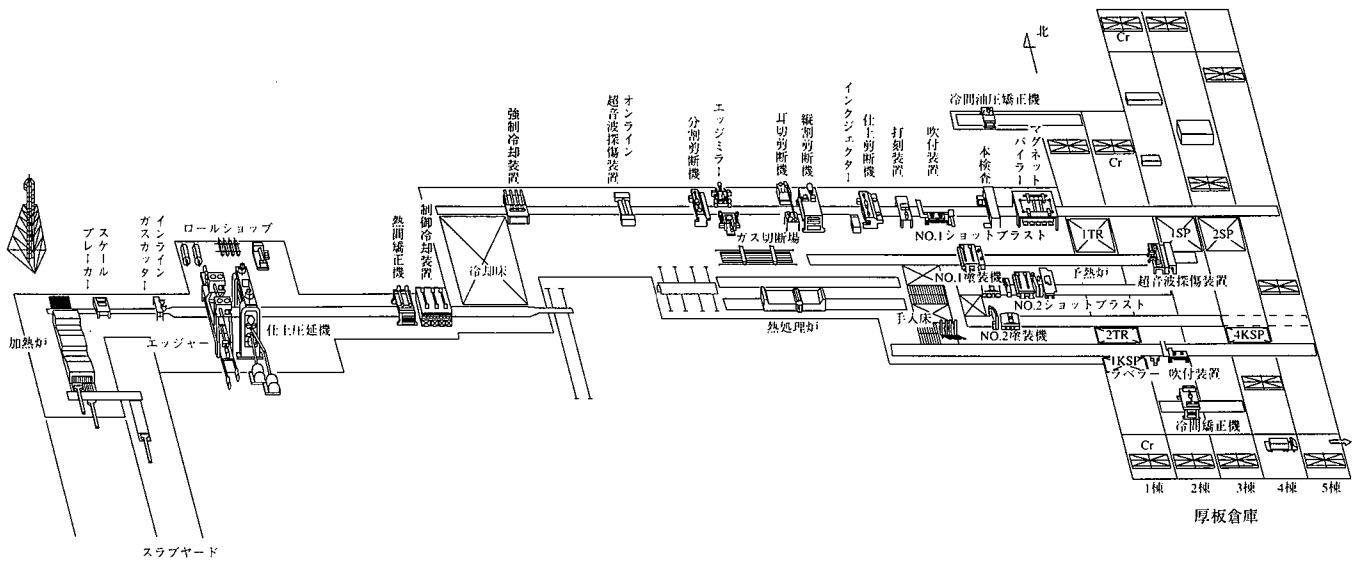 北
Cr
冷間油圧矯正機
Cr
強制冷却装置
オンライン
超音波探傷装置
分割剪断機
エッジミラー
耳切剪断機
縦割剪断機
インクジェクター
仕上剪断機
打刻装置
吹付装置
本検査
マグネット
パイラー
スケール
ブレーカー
インライン
ガスカッター
ロールショップ
熱間矯正機
制御冷却装置
冷却床
ガス切断場
NO.1ショットブラスト
1TR
1SP
2SP
NO.1塗装機
予熱炉
超音波探傷装置
NO.2ショットブラスト
加熱炉
エッジャー
仕上圧延機
熱処理炉
手入床
NO.2塗装機
2TR
4KSP
1KSP
ラベラー
吹付装置
冷間矯正機
Cr
1棟
2棟
3棟
4棟
5棟
厚板倉庫
スラブヤード